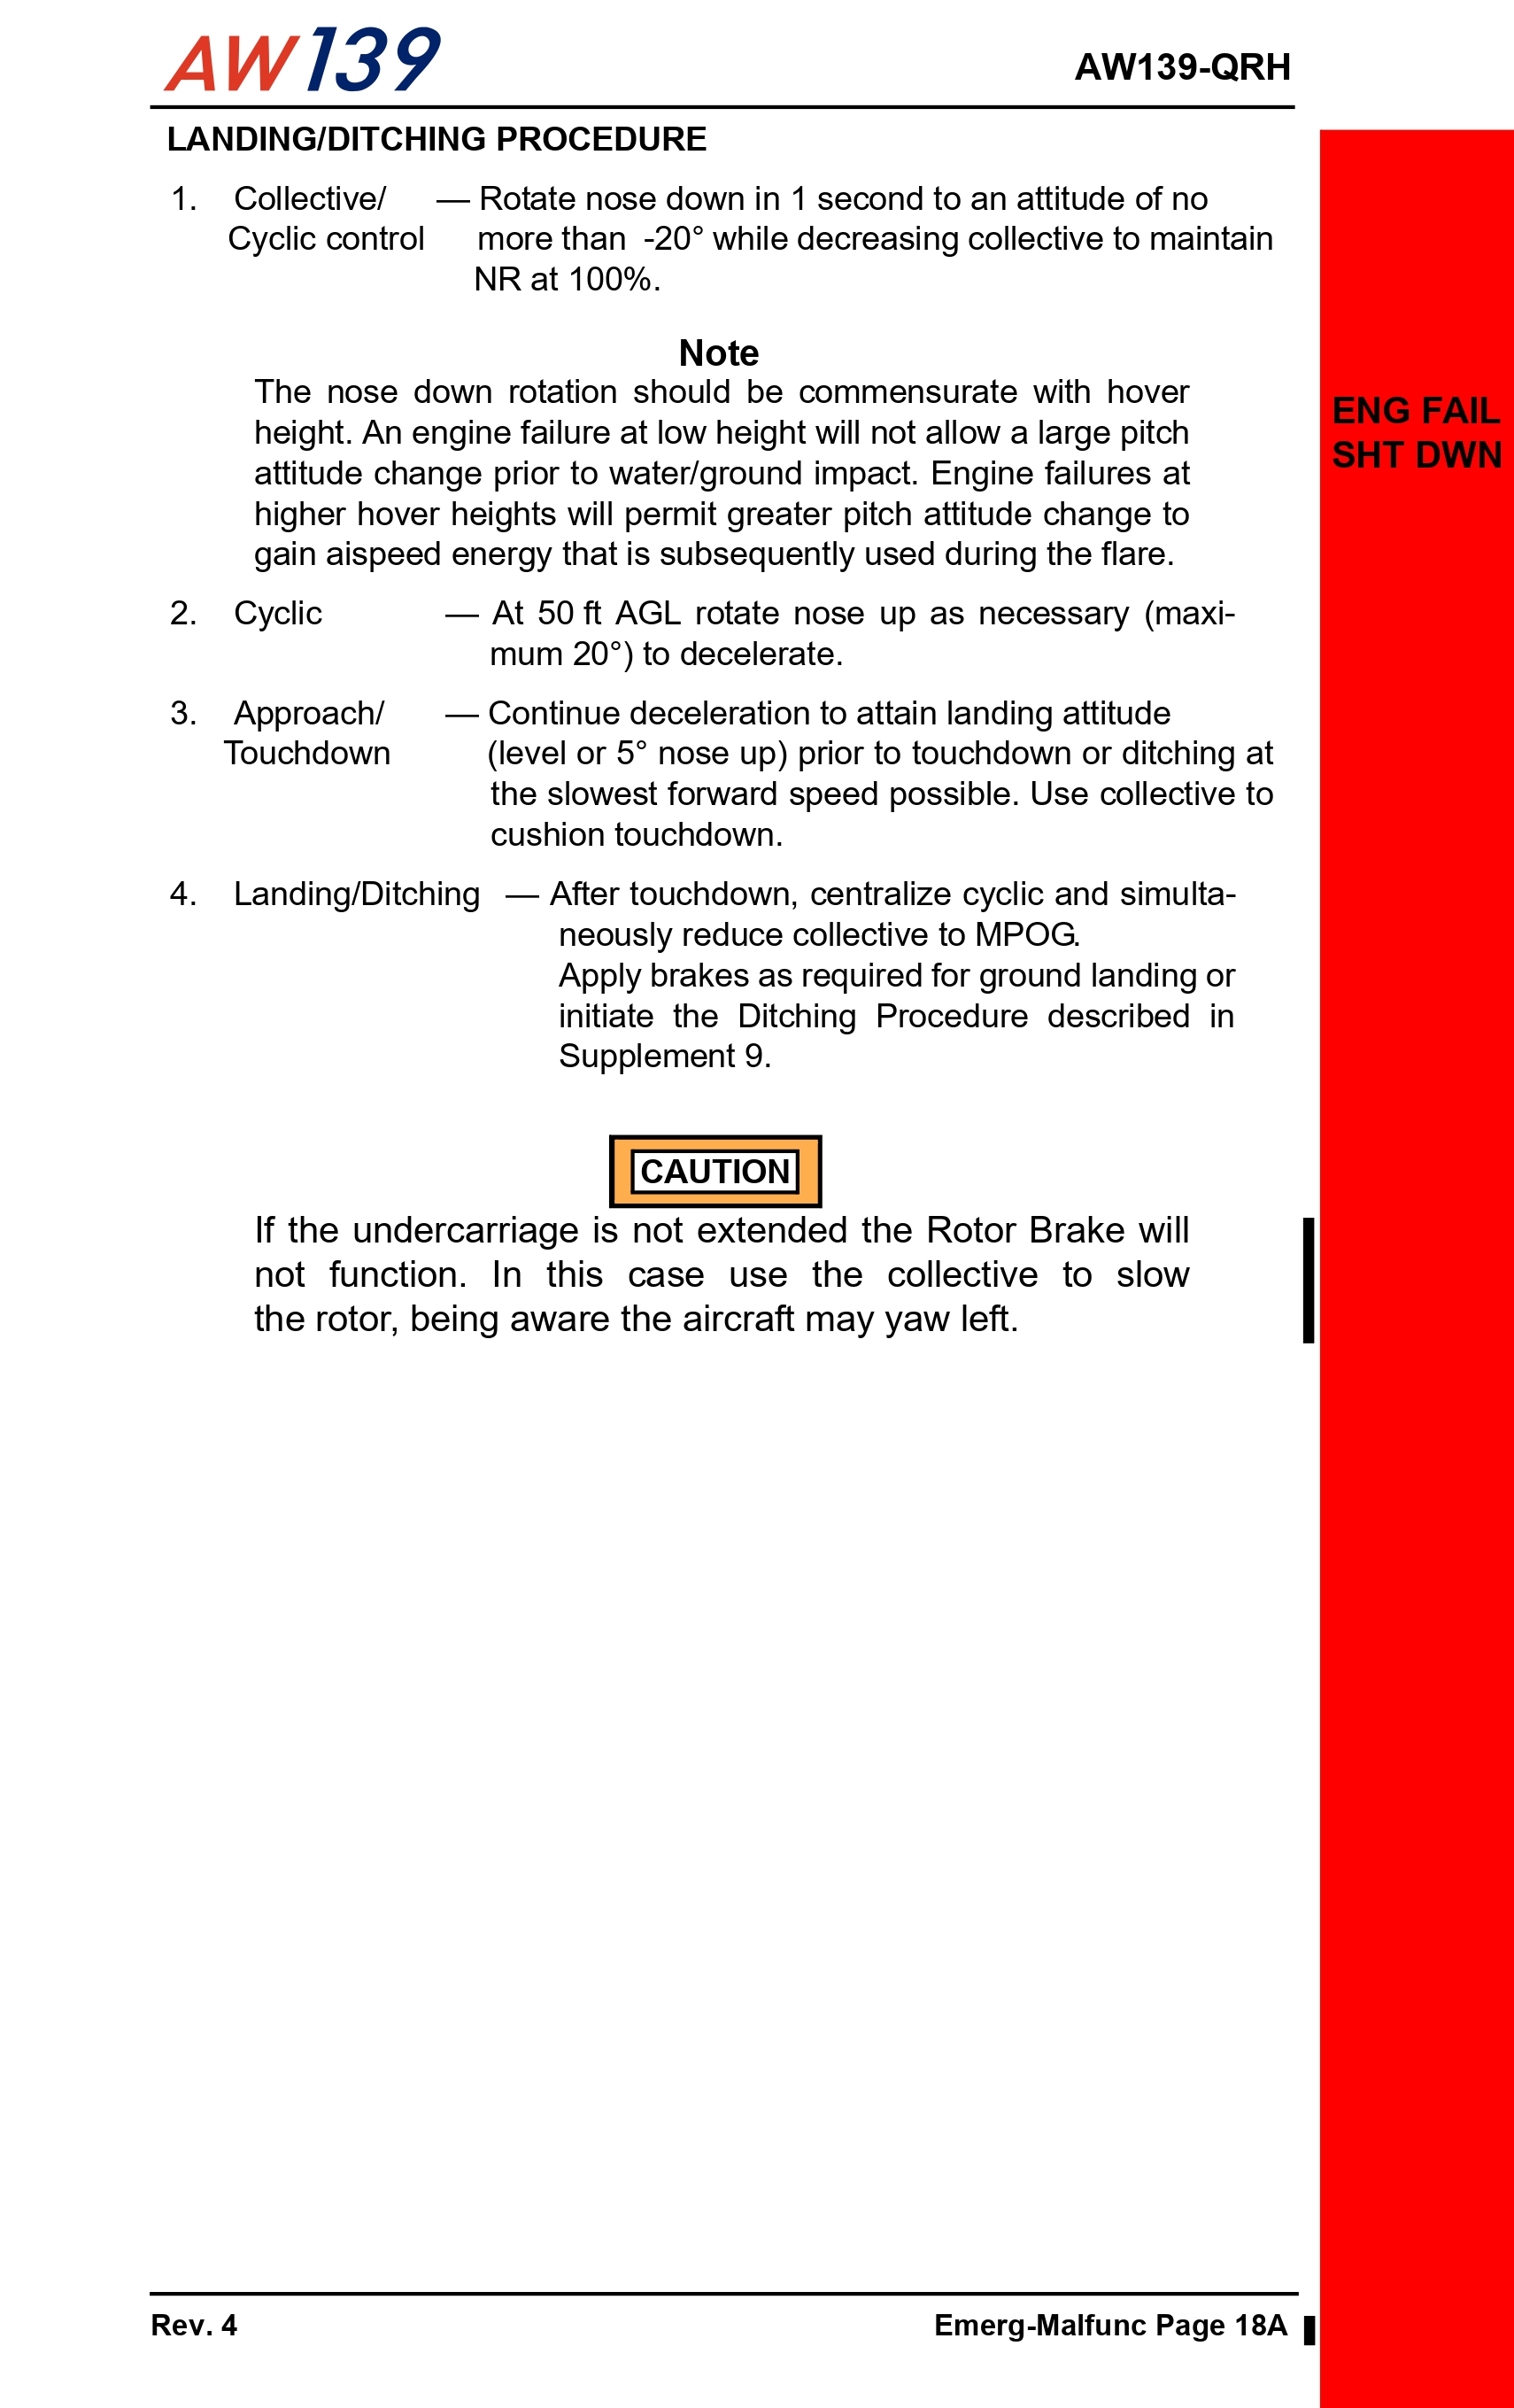 AW139
AW139-QRH
LANDING/DITCHING PROCEDURE
1. Collective/ — Rotate nose down in 1 second to an attitude of no
Cyclic control more than -20° while decreasing collective to maintain
NR at 100%.
Note
The nose down rotation should be commensurate with hover
height. An engine failure at low height will not allow a large pitch
attitude change prior to water/ground impact. Engine failures at
higher hover heights will permit greater pitch attitude change to
gain aispeed energy that is subsequently used during the flare.
2. Cyclic — At 50 ft AGL rotate nose up as necessary (maxi-
mum 20°) to decelerate.
3. Approach/ — Continue deceleration to attain landing attitude
Touchdown (level or 5° nose up) prior to touchdown or ditching at
the slowest forward speed possible. Use collective to
cushion touchdown.
4. Landing/Ditching — After touchdown, centralize cyclic and simulta-
neously reduce collective to MPOG.
Apply brakes as required for ground landing or
initiate the Ditching Procedure described in
Supplement 9.
CAUTION
If the undercarriage is not extended the Rotor Brake will
not function. In this case use the collective to slow
the rotor, being aware the aircraft may yaw left.
ENG FAIL
SHT DWN
Rev. 4
Emerg-Malfunc Page 18A